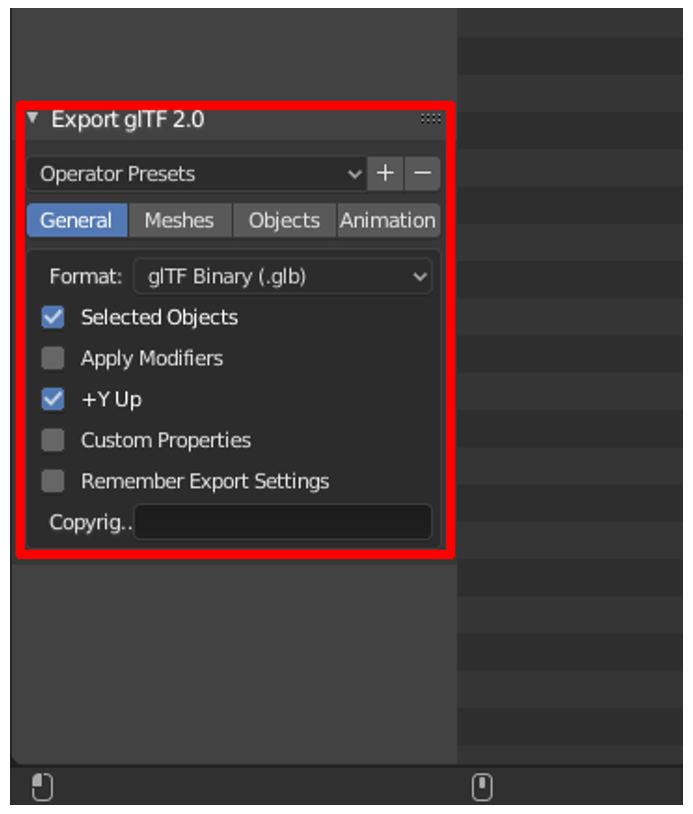 Export glTF 2.0
Operator Presets
General Meshes Objects Animation
Format: glTF Binary (.glb)
Selected Objects
Apply Modifiers
+Y Up
Custom Properties
Remember Export Settings
Copyrig..